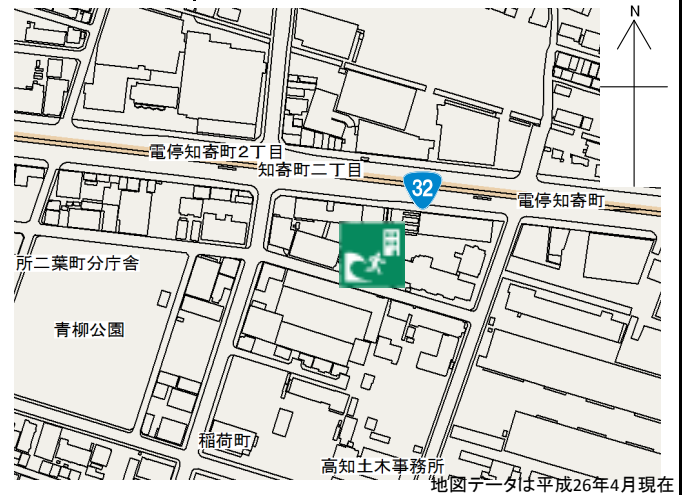 N
電停知寄町2丁目
知寄町二丁目
32
電停知寄町
所二葉町分庁舎
青柳公園
稲荷町
高知土木事務所
地図データは平成26年4月現在